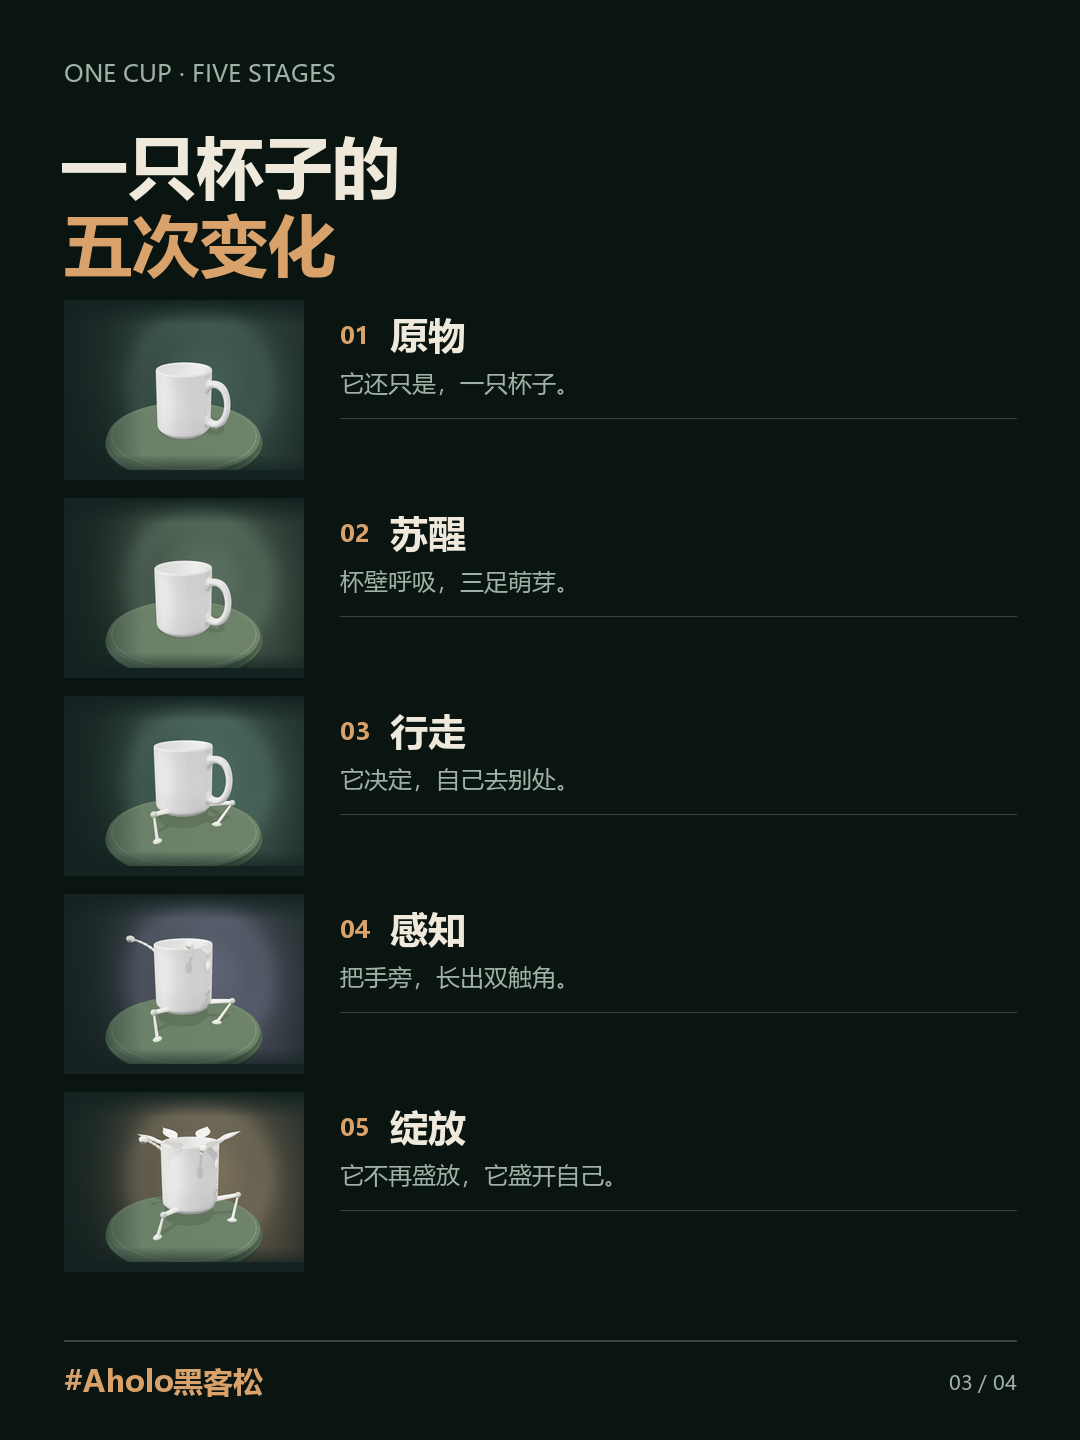 ONE CUP · FIVE STAGES
一只杯子的
五次变化
01 原物
它还只是，一只杯子。
02 苏醒
杯壁呼吸，三足萌芽。
03 行走
它决定，自己去别处。
04 感知
把手旁，长出双触角。
05 绽放
它不再盛放，它盛开自己。
#Aholo黑客松
03 / 04